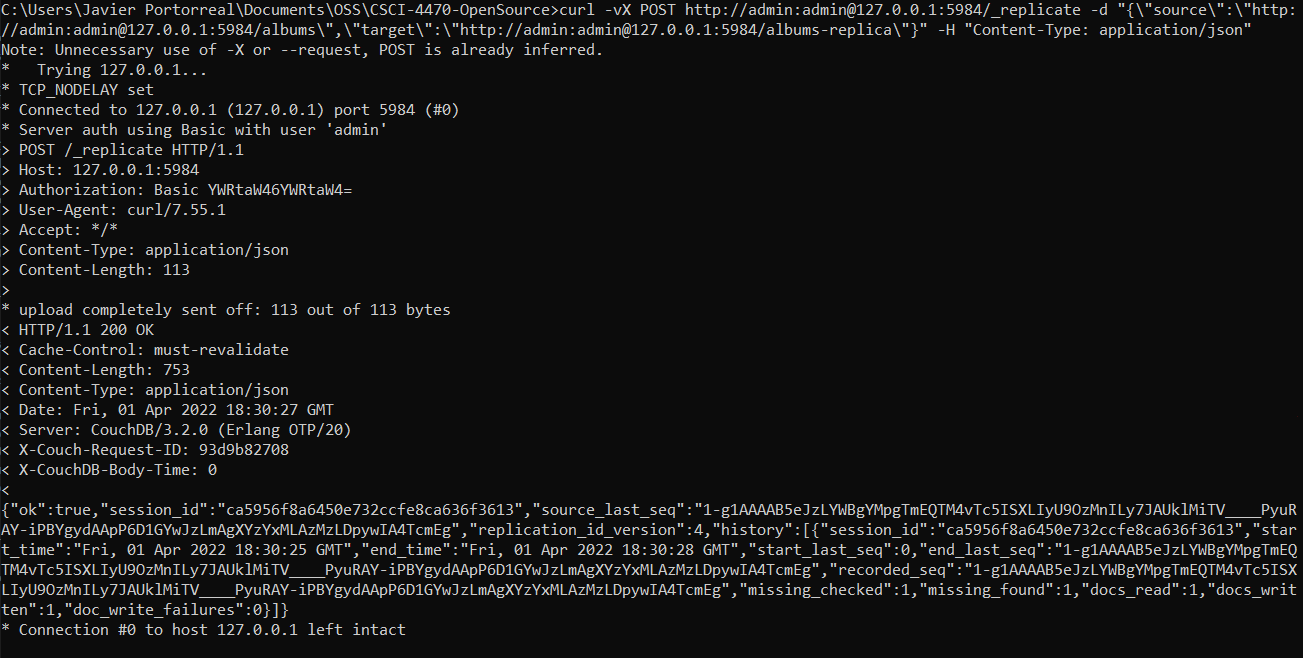 C:\Users\Javier Portorreal\Documents\OSS\CSCI-4470-OpenSource>curl -vX POST http://admin:admin@127.0.0.1:5984/_replicate -d "{\"source\":\"http:
//admin:admin@127.0.0.1:5984/albums\",\"target\":\"http://admin:admin@127.0.0.1:5984/albums-replica\"}" -H "Content-Type: application/json"
Note: Unnecessary use of -X or --request, POST is already inferred.
*   Trying 127.0.0.1...
* TCP_NODELAY set
* Connected to 127.0.0.1 (127.0.0.1) port 5984 (#0)
* Server auth using Basic with user 'admin'
> POST /_replicate HTTP/1.1
> Host: 127.0.0.1:5984
> Authorization: Basic YWRtaW46YWRtaW4=
> User-Agent: curl/7.55.1
> Accept: */*
> Content-Type: application/json
> Content-Length: 113
>
* upload completely sent off: 113 out of 113 bytes
< HTTP/1.1 200 OK
< Cache-Control: must-revalidate
< Content-Length: 753
< Content-Type: application/json
< Date: Fri, 01 Apr 2022 18:30:27 GMT
< Server: CouchDB/3.2.0 (Erlang OTP/20)
< X-Couch-Request-ID: 93d9b82708
< X-CouchDB-Body-Time: 0
<
{"ok":true,"session_id":"ca5956f8a6450e732ccfe8ca636f3613","source_last_seq":"1-g1AAAAB5eJzLYWBgYMpgTmEQTM4vTc5ISXLIyU9OzMnILy7JAUklMiTV____PyuR
AY-iPBYgydAApP6D1GYwJzLmAgXYzYxMLAzMzLDpywIA4TcmEg","replication_id_version":4,"history":[{"session_id":"ca5956f8a6450e732ccfe8ca636f3613","star
t_time":"Fri, 01 Apr 2022 18:30:25 GMT","end_time":"Fri, 01 Apr 2022 18:30:28 GMT","start_last_seq":0,"end_last_seq":"1-g1AAAAB5eJzLYWBgYMpgTmEQ
TM4vTc5ISXLIyU9OzMnILy7JAUklMiTV____PyuRAY-iPBYgydAApP6D1GYwJzLmAgXYzYxMLAzMzLDpywIA4TcmEg","recorded_seq":"1-g1AAAAB5eJzLYWBgYMpgTmEQTM4vTc5ISX
LIyU9OzMnILy7JAUklMiTV____PyuRAY-iPBYgydAApP6D1GYwJzLmAgXYzYxMLAzMzLDpywIA4TcmEg","missing_checked":1,"missing_found":1,"docs_read":1,"docs_writ
ten":1,"doc_write_failures":0}]}
* Connection #0 to host 127.0.0.1 left intact